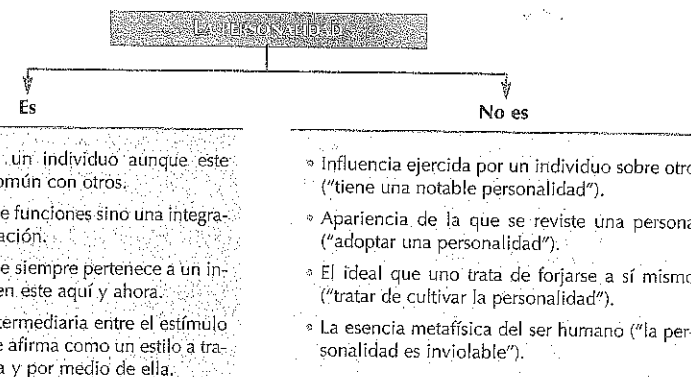 LA PERSONALIDAD
Es
un individuo aunque este
omún con otros.
e funciones sino una integra-
ación.
e siempre pertenece a un in-
en este aquí y ahora.
termediaria entre el estímulo
e afirma como un estilo a tra-
a y por medio de ella.
No es
Influencia ejercida por un individuo sobre otro
("tiene una notable personalidad").
Apariencia de la que se reviste una persona
("adoptar una personalidad").
El ideal que uno trata de forjarse a sí mismo
("tratar de cultivar la personalidad").
La esencia metafísica del ser humano ("la per-
sonalidad es inviolable").